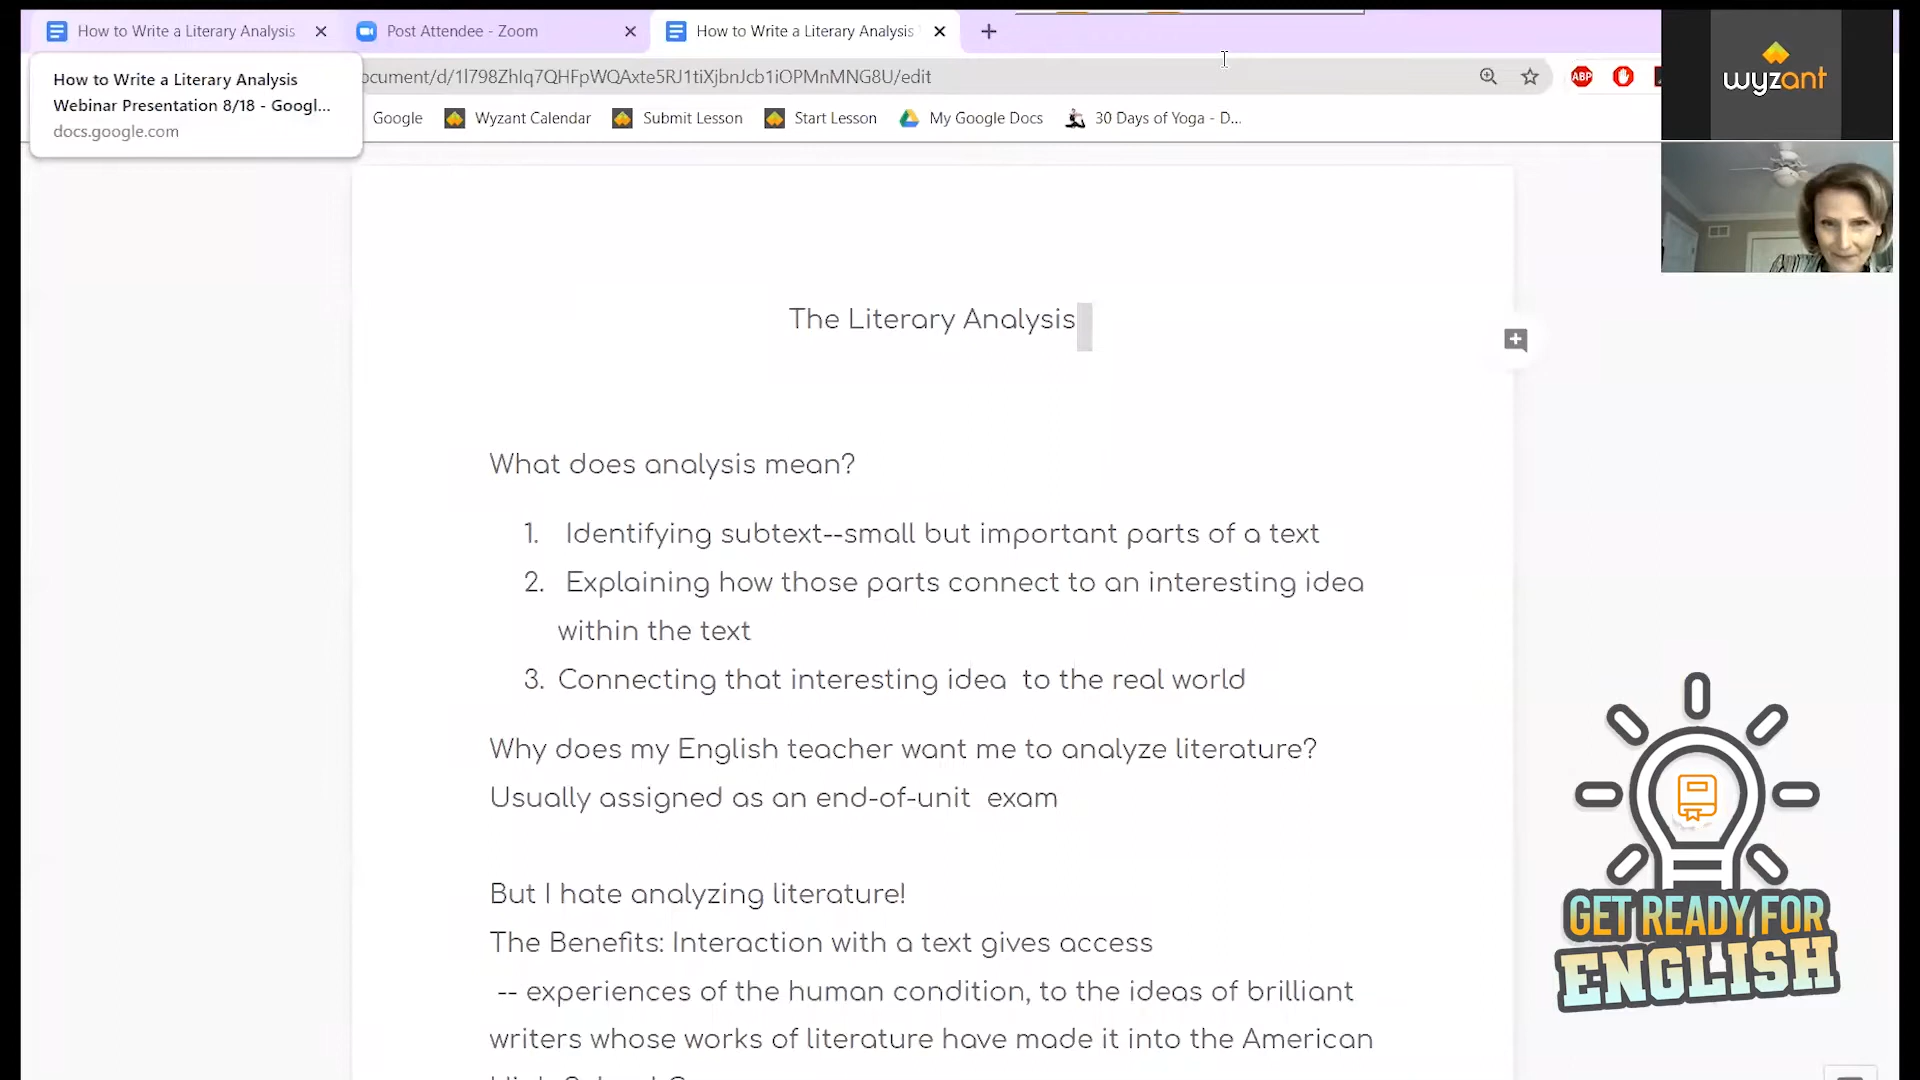 How to Write a Literary Analysis
Post Attendee - Zoom
How to Write a Literary Analysis
How to Write a Literary Analysis
Webinar Presentation 8/18 - Googl...
docs.google.com
ocument/d/1l798ZhIq7QHFpWQAxte5RJ1tiXjbnJcb1iOPMnMNG8U/edit
ABP
wyzant
Google
Wyzant Calendar
Submit Lesson
Start Lesson
My Google Docs
30 Days of Yoga - D...
The Literary Analysis
What does analysis mean?
1. Identifying subtext--small but important parts of a text
2. Explaining how those parts connect to an interesting idea
within the text
3. Connecting that interesting idea to the real world
Why does my English teacher want me to analyze literature?
Usually assigned as an end-of-unit exam
But I hate analyzing literature!
The Benefits: Interaction with a text gives access
-- experiences of the human condition, to the ideas of brilliant
writers whose works of literature have made it into the American
GET READY FOR
ENGLISH